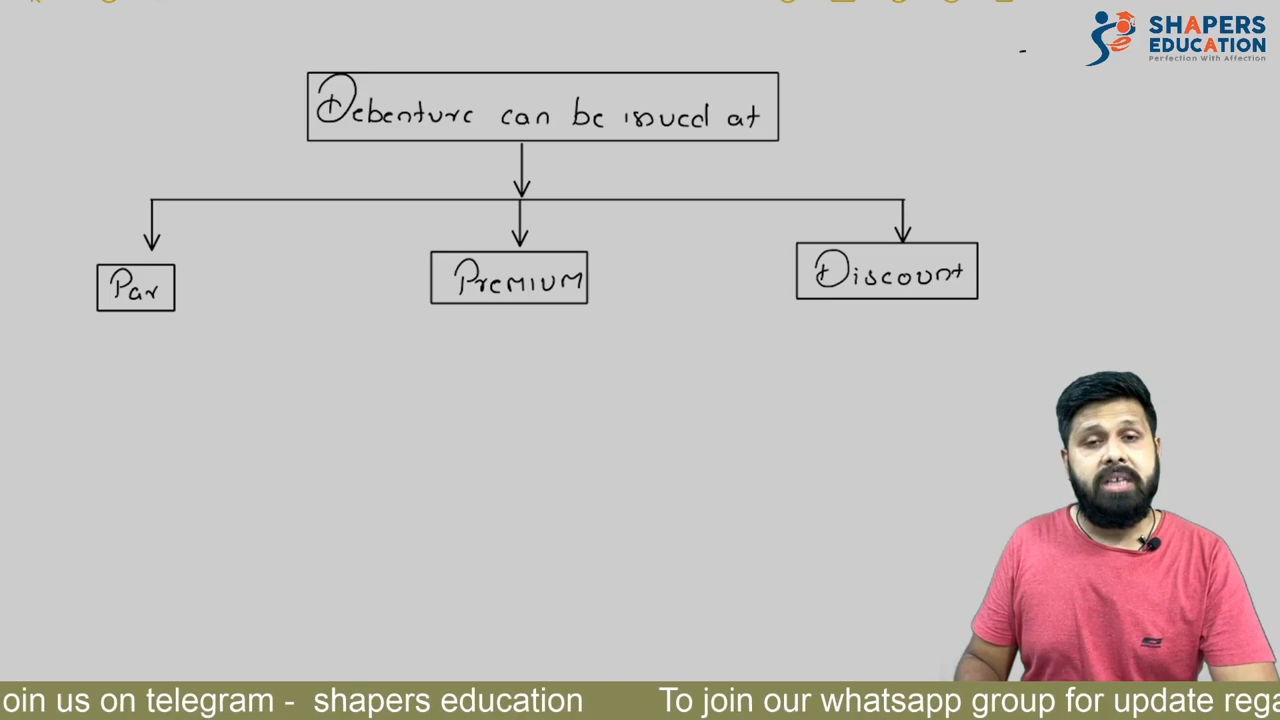 SHAPERS
EDUCATION
Perfection With Affection
Debenture can be issued at
Par
Premium
Discount
oin us on telegram - shapers education To join our whatsapp group for update rega